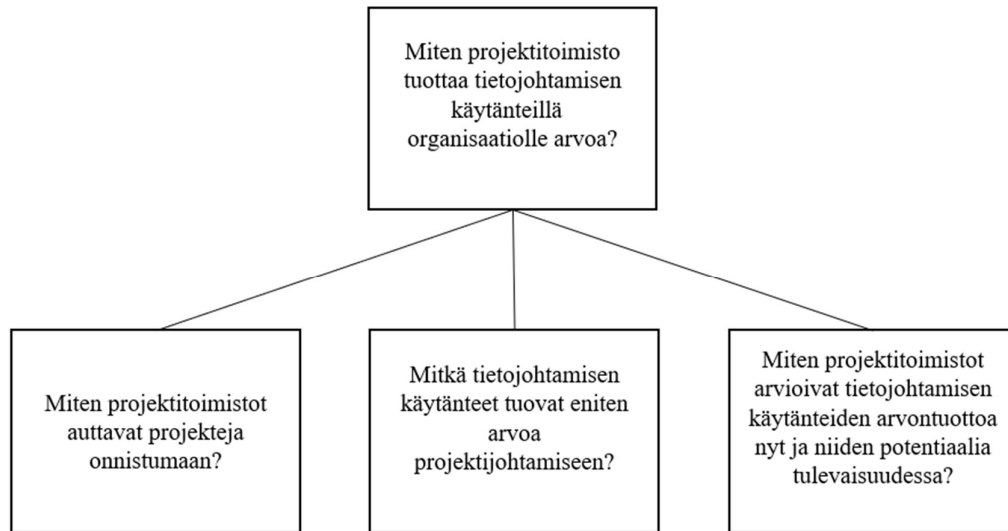 Miten projektitoimisto
tuottaa tietojohtamisen
käytänteillä
organisaatiolle arvoa?
Miten projektitoimistot
auttavat projekteja
onnistumaan?
Mitkä tietojohtamisen
käytänteet tuovat eniten
arvoa
projektijohtamiseen?
Miten projektitoimistot
arvioivat tietojohtamisen
käytänteiden arvontuottoa
nyt ja niiden potentiaalia
tulevaisuudessa?